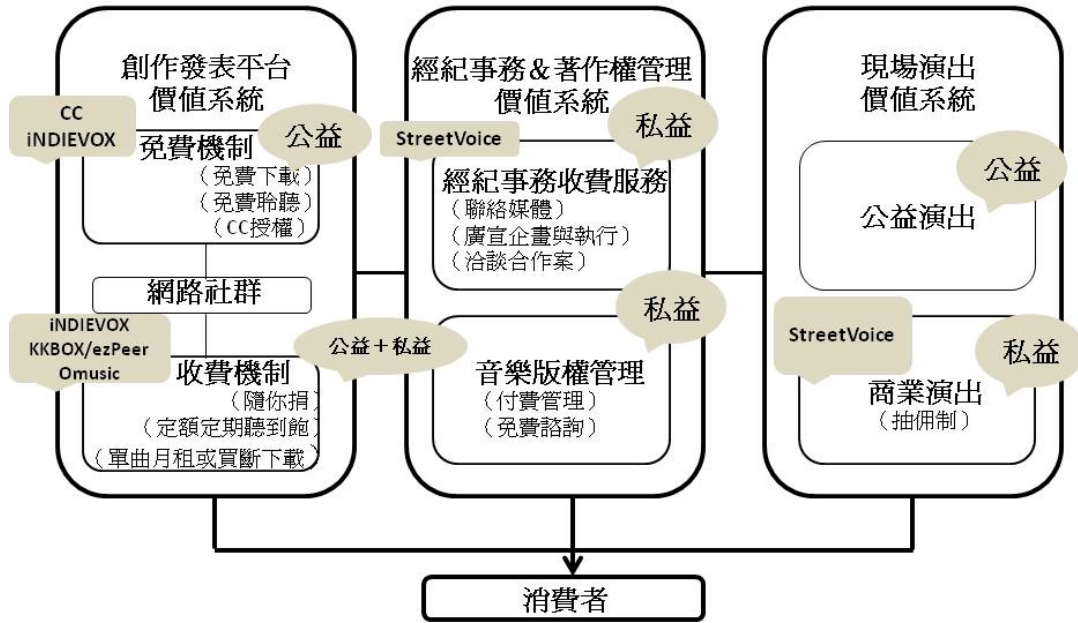 創作發表平台
價值系統
CC
iNDIEVOX
公益
免費機制
(免費下載)
(免費聆聽)
(CC授權)
網路社群
iNDIEVOX
KKBOX/ezPeer
Omusic
公益+私益
收費機制
(隨你捐)
(定額定期聽到飽)
(單曲月租或買斷下載)
經紀事務&著作權管理
價值系統
StreetVoice
私益
經紀事務收費服務
(聯絡媒體)
(廣宣企畫與執行)
(洽談合作案)
私益
音樂版權管理
(付費管理)
(免費諮詢)
現場演出
價值系統
公益
公益演出
StreetVoice
私益
商業演出
(抽佣制)
消費者